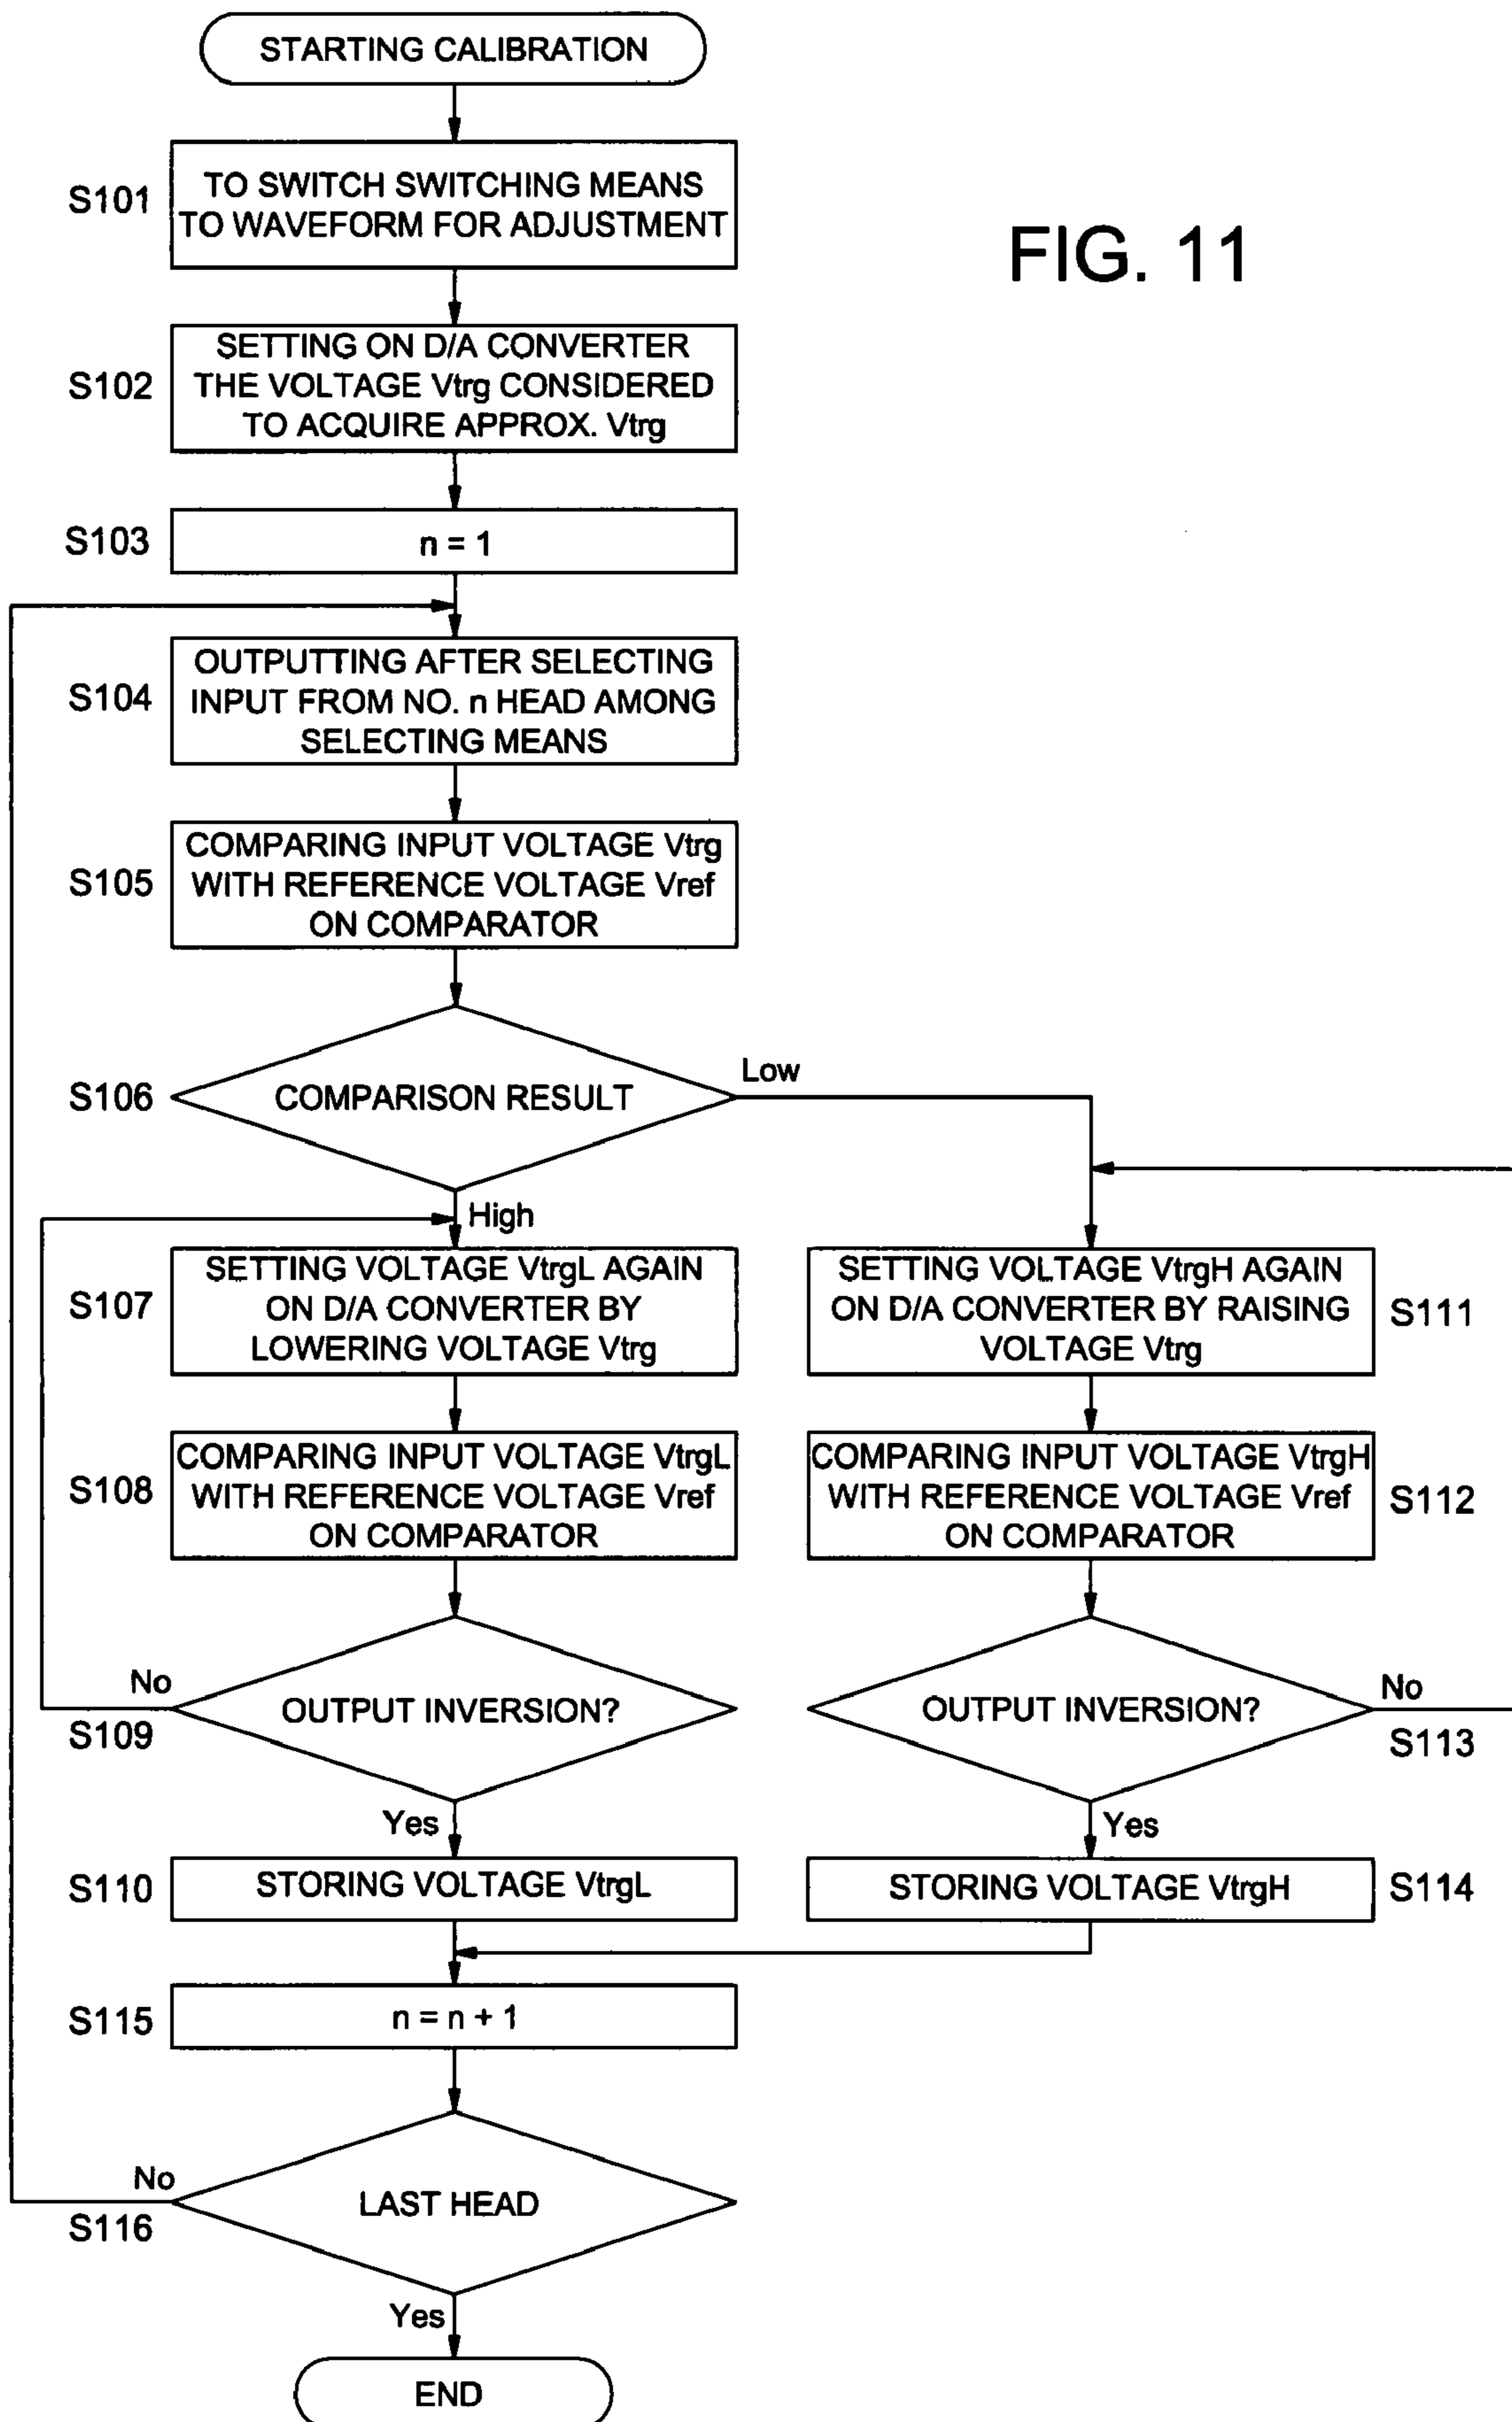 STARTING CALIBRATION
S101
TO SWITCH SWITCHING MEANS
TO WAVEFORM FOR ADJUSTMENT
FIG. 11
S102
SETTING ON D/A CONVERTER
THE VOLTAGE Vtrg CONSIDERED
TO ACQUIRE APPROX. Vtrg
S103
n = 1
S104
OUTPUTTING AFTER SELECTING
INPUT FROM NO. n HEAD AMONG
SELECTING MEANS
S105
COMPARING INPUT VOLTAGE Vtrg
WITH REFERENCE VOLTAGE Vref
ON COMPARATOR
S106
COMPARISON RESULT
Low
High
S107
SETTING VOLTAGE VtrgL AGAIN
ON D/A CONVERTER BY
LOWERING VOLTAGE Vtrg
SETTING VOLTAGE VtrgH AGAIN
ON D/A CONVERTER BY RAISING
VOLTAGE Vtrg
S111
S108
COMPARING INPUT VOLTAGE VtrgL
WITH REFERENCE VOLTAGE Vref
ON COMPARATOR
COMPARING INPUT VOLTAGE VtrgH
WITH REFERENCE VOLTAGE Vref
ON COMPARATOR
S112
No
S109
OUTPUT INVERSION?
OUTPUT INVERSION?
No
S113
Yes
Yes
S110
STORING VOLTAGE VtrgL
STORING VOLTAGE VtrgH
S114
S115
n = n + 1
No
S116
LAST HEAD
Yes
END